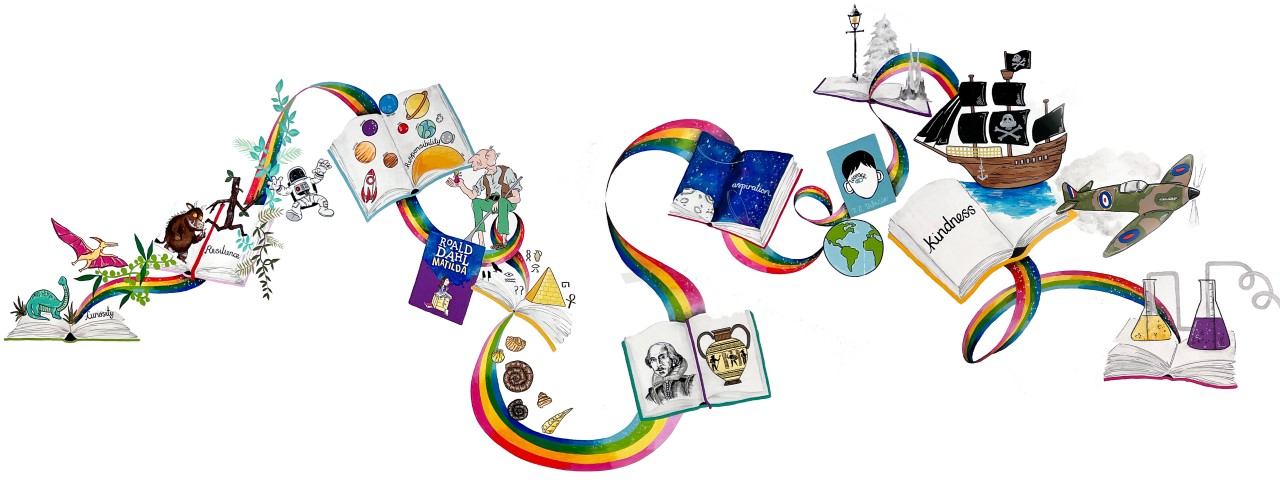 Curiosity
Resilience
Responsibility
ROALD
DAHL
MATILDA
??
aspiration
Kindness